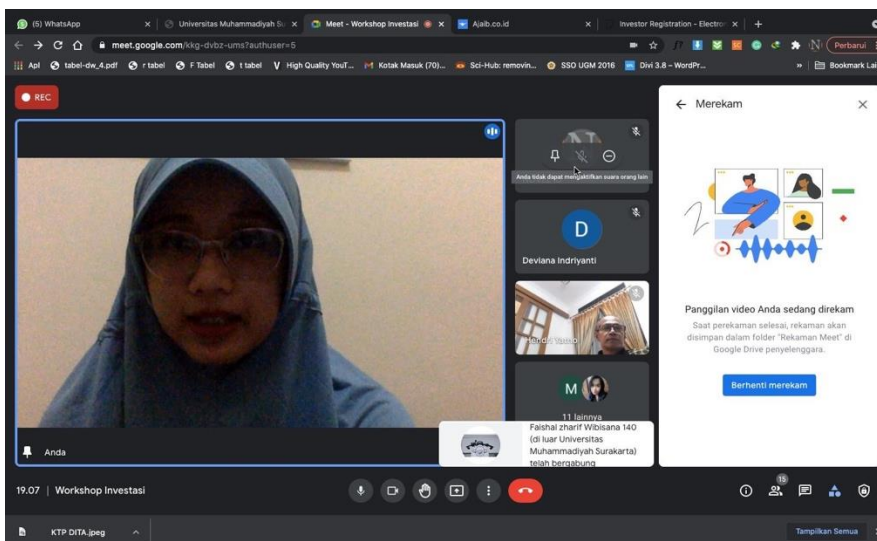 (5) WhatsApp
Universitas Muhammadiyah Su
Meet - Workshop Investasi
Ajaib.co.id
Investor Registration - Electron
meet.google.com/kkg-dvbz-ums?authuser=5
Perbarui
Apl
tabel-dw_4.pdf
r tabel
F Tabel
t tabel
High Quality YouT...
Kotak Masuk (70)...
Sci-Hub: removin...
SSO UGM 2016
Divi 3.8 – WordPr...
»
Bookmark Lai
REC
Merekam
Anda tidak dapat mengaktifkan suara orang lain
D
Deviana Indriyanti
M
11 lainnya
Faishal zharif Wibisana 140
(di luar Universitas
Muhammadiyah Surakarta)
telah bergabung
Anda
Panggilan video Anda sedang direkam
Saat perekaman selesai, rekaman akan
disimpan dalam folder "Rekaman Meet" di
Google Drive penyelenggara.
Berhenti merekam
19.07 | Workshop Investasi
15
KTP DITA.jpeg
Tampilkan Semua